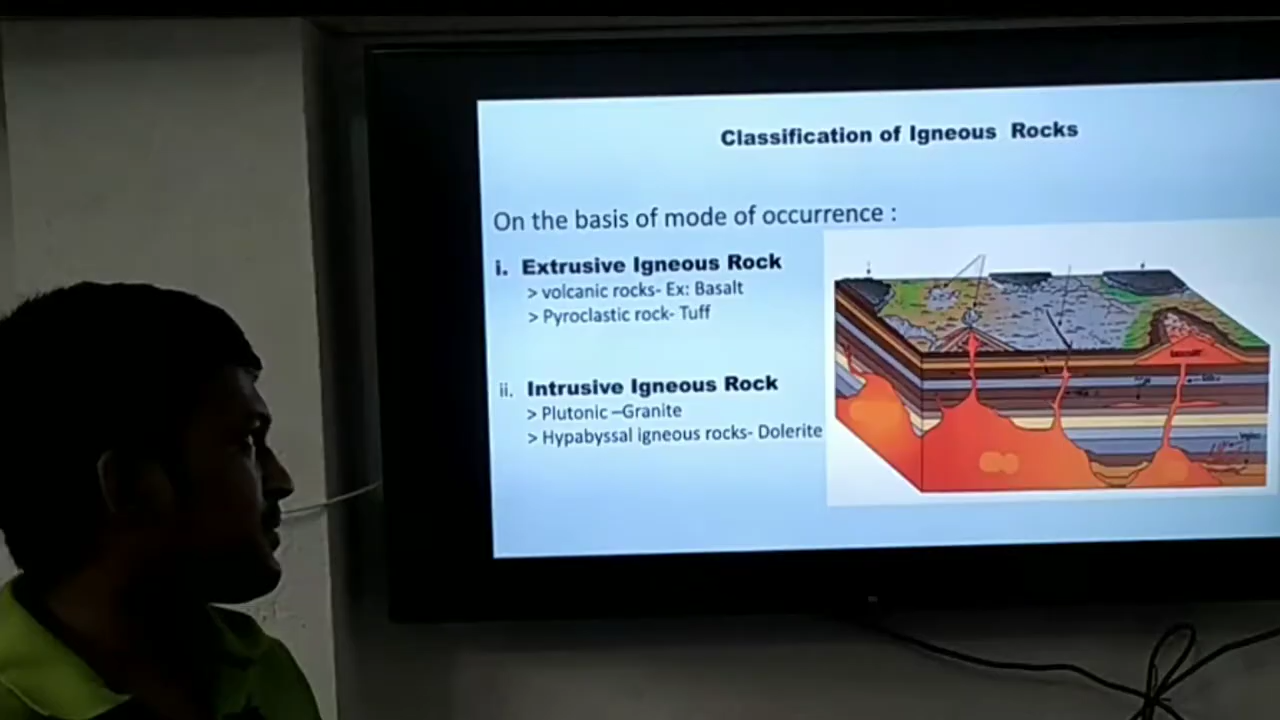 Classification of Igneous Rocks
On the basis of mode of occurrence :
i. Extrusive Igneous Rock
> volcanic rocks- Ex: Basalt
> Pyroclastic rock- Tuff
ii. Intrusive Igneous Rock
> Plutonic –Granite
> Hypabyssal igneous rocks- Dolerite